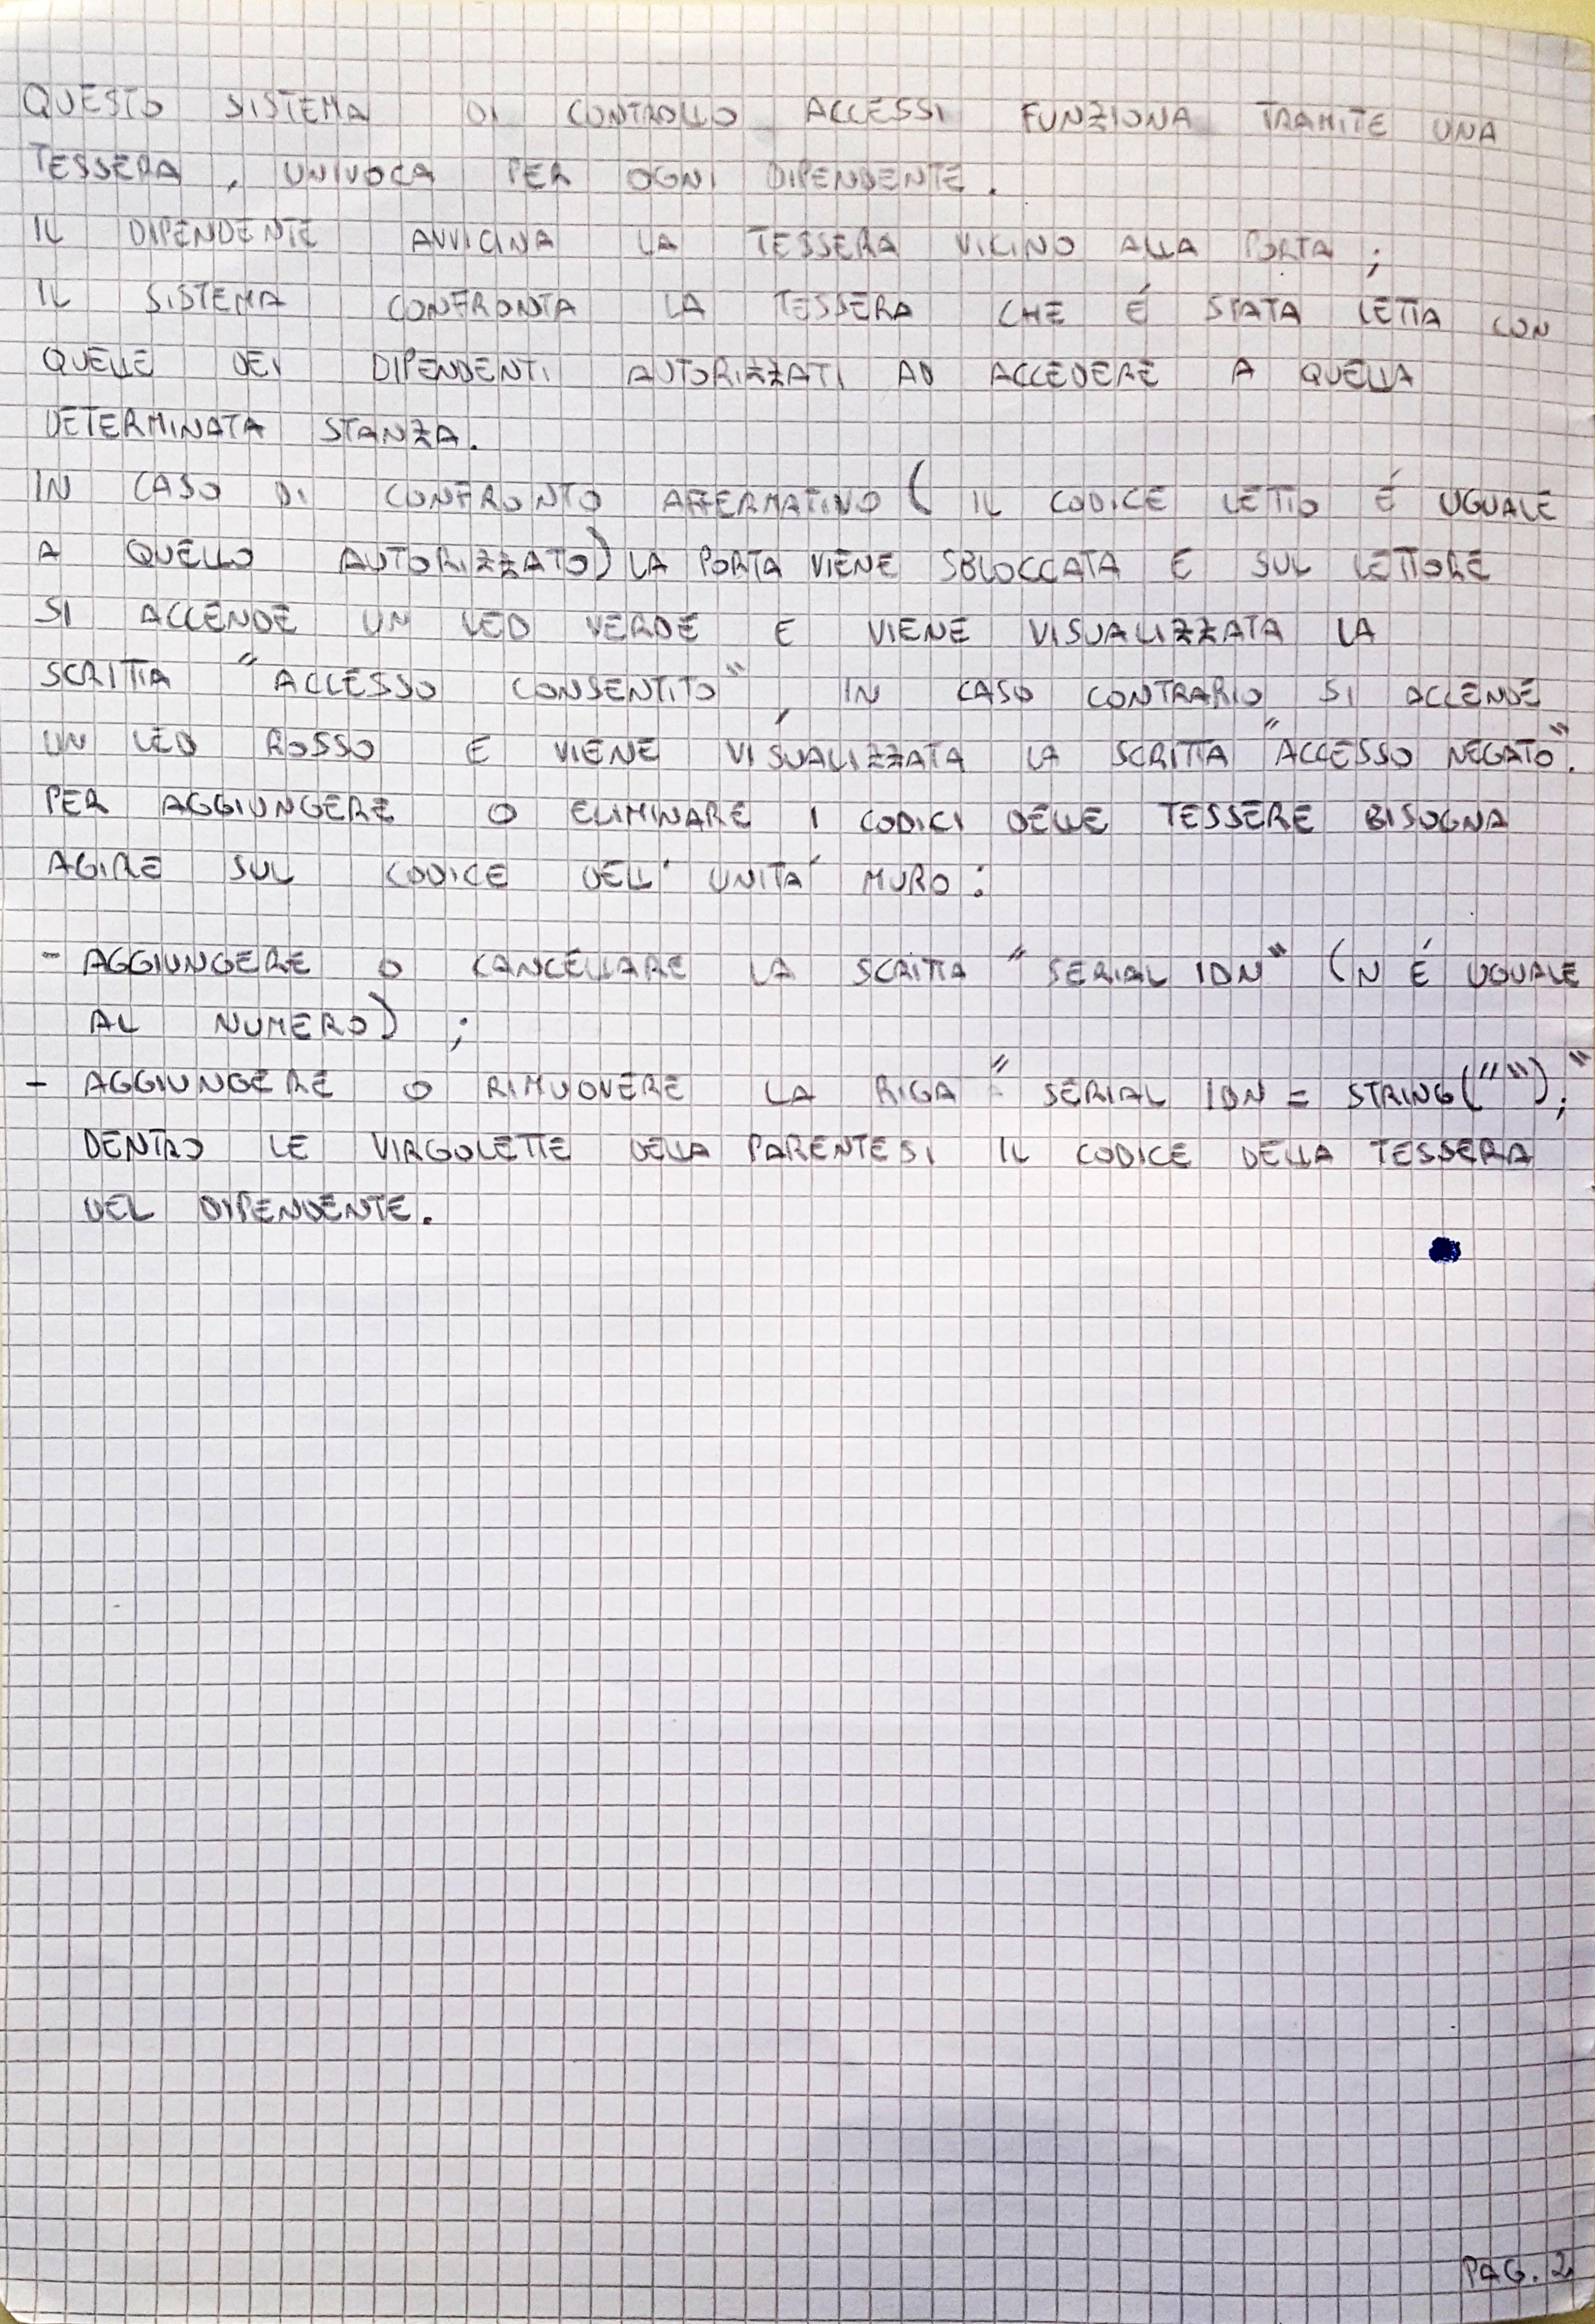 QUESTO SISTEMA DI CONTROLLO ACCESSI FUNZIONA TRAMITE UNA
TESSERA, UNIVOCA PER OGNI DIPENDENTE.
IL DIPENDENTE AVVICINA LA TESSERA VICINO ALLA PORTA;
IL SISTEMA CONFRONTA LA TESSERA CHE É STATA LETTA CON
QUELLE DEI DIPENDENTI AUTORIZZATI AD ACCEDERE A QUELLA
DETERMINATA STANZA.
IN CASO DI CONFRONTO AFFERMATIVO (IL CODICE LETTO É UGUALE
A QUELLO AUTORIZZATO) LA PORTA VIENE SBLOCCATA E SUL LETTORE
SI ACCENDE UN LED VERDE E VIENE VISUALIZZATA LA
SCRITTA "ACCESSO CONSENTITO", IN CASO CONTRARIO SI ACCENDE
UN LED ROSSO E VIENE VISUALIZZATA LA SCRITTA "ACCESSO NEGATO".
PER AGGIUNGERE O ELIMINARE I CODICI DELLE TESSERE BISOGNA
AGIRE SUL CODICE DELL' UNITA' MURO:
- AGGIUNGERE O CANCELLARE LA SCRITTA "SERIAL IDN" (N É UGUALE
AL NUMERO);
- AGGIUNGERE O RIMUOVERE LA RIGA "SERIAL IDN = STRING("");"
DENTRO LE VIRGOLETTE DELLA PARENTESI IL CODICE DELLA TESSERA
DEL DIPENDENTE.
PAG. 2